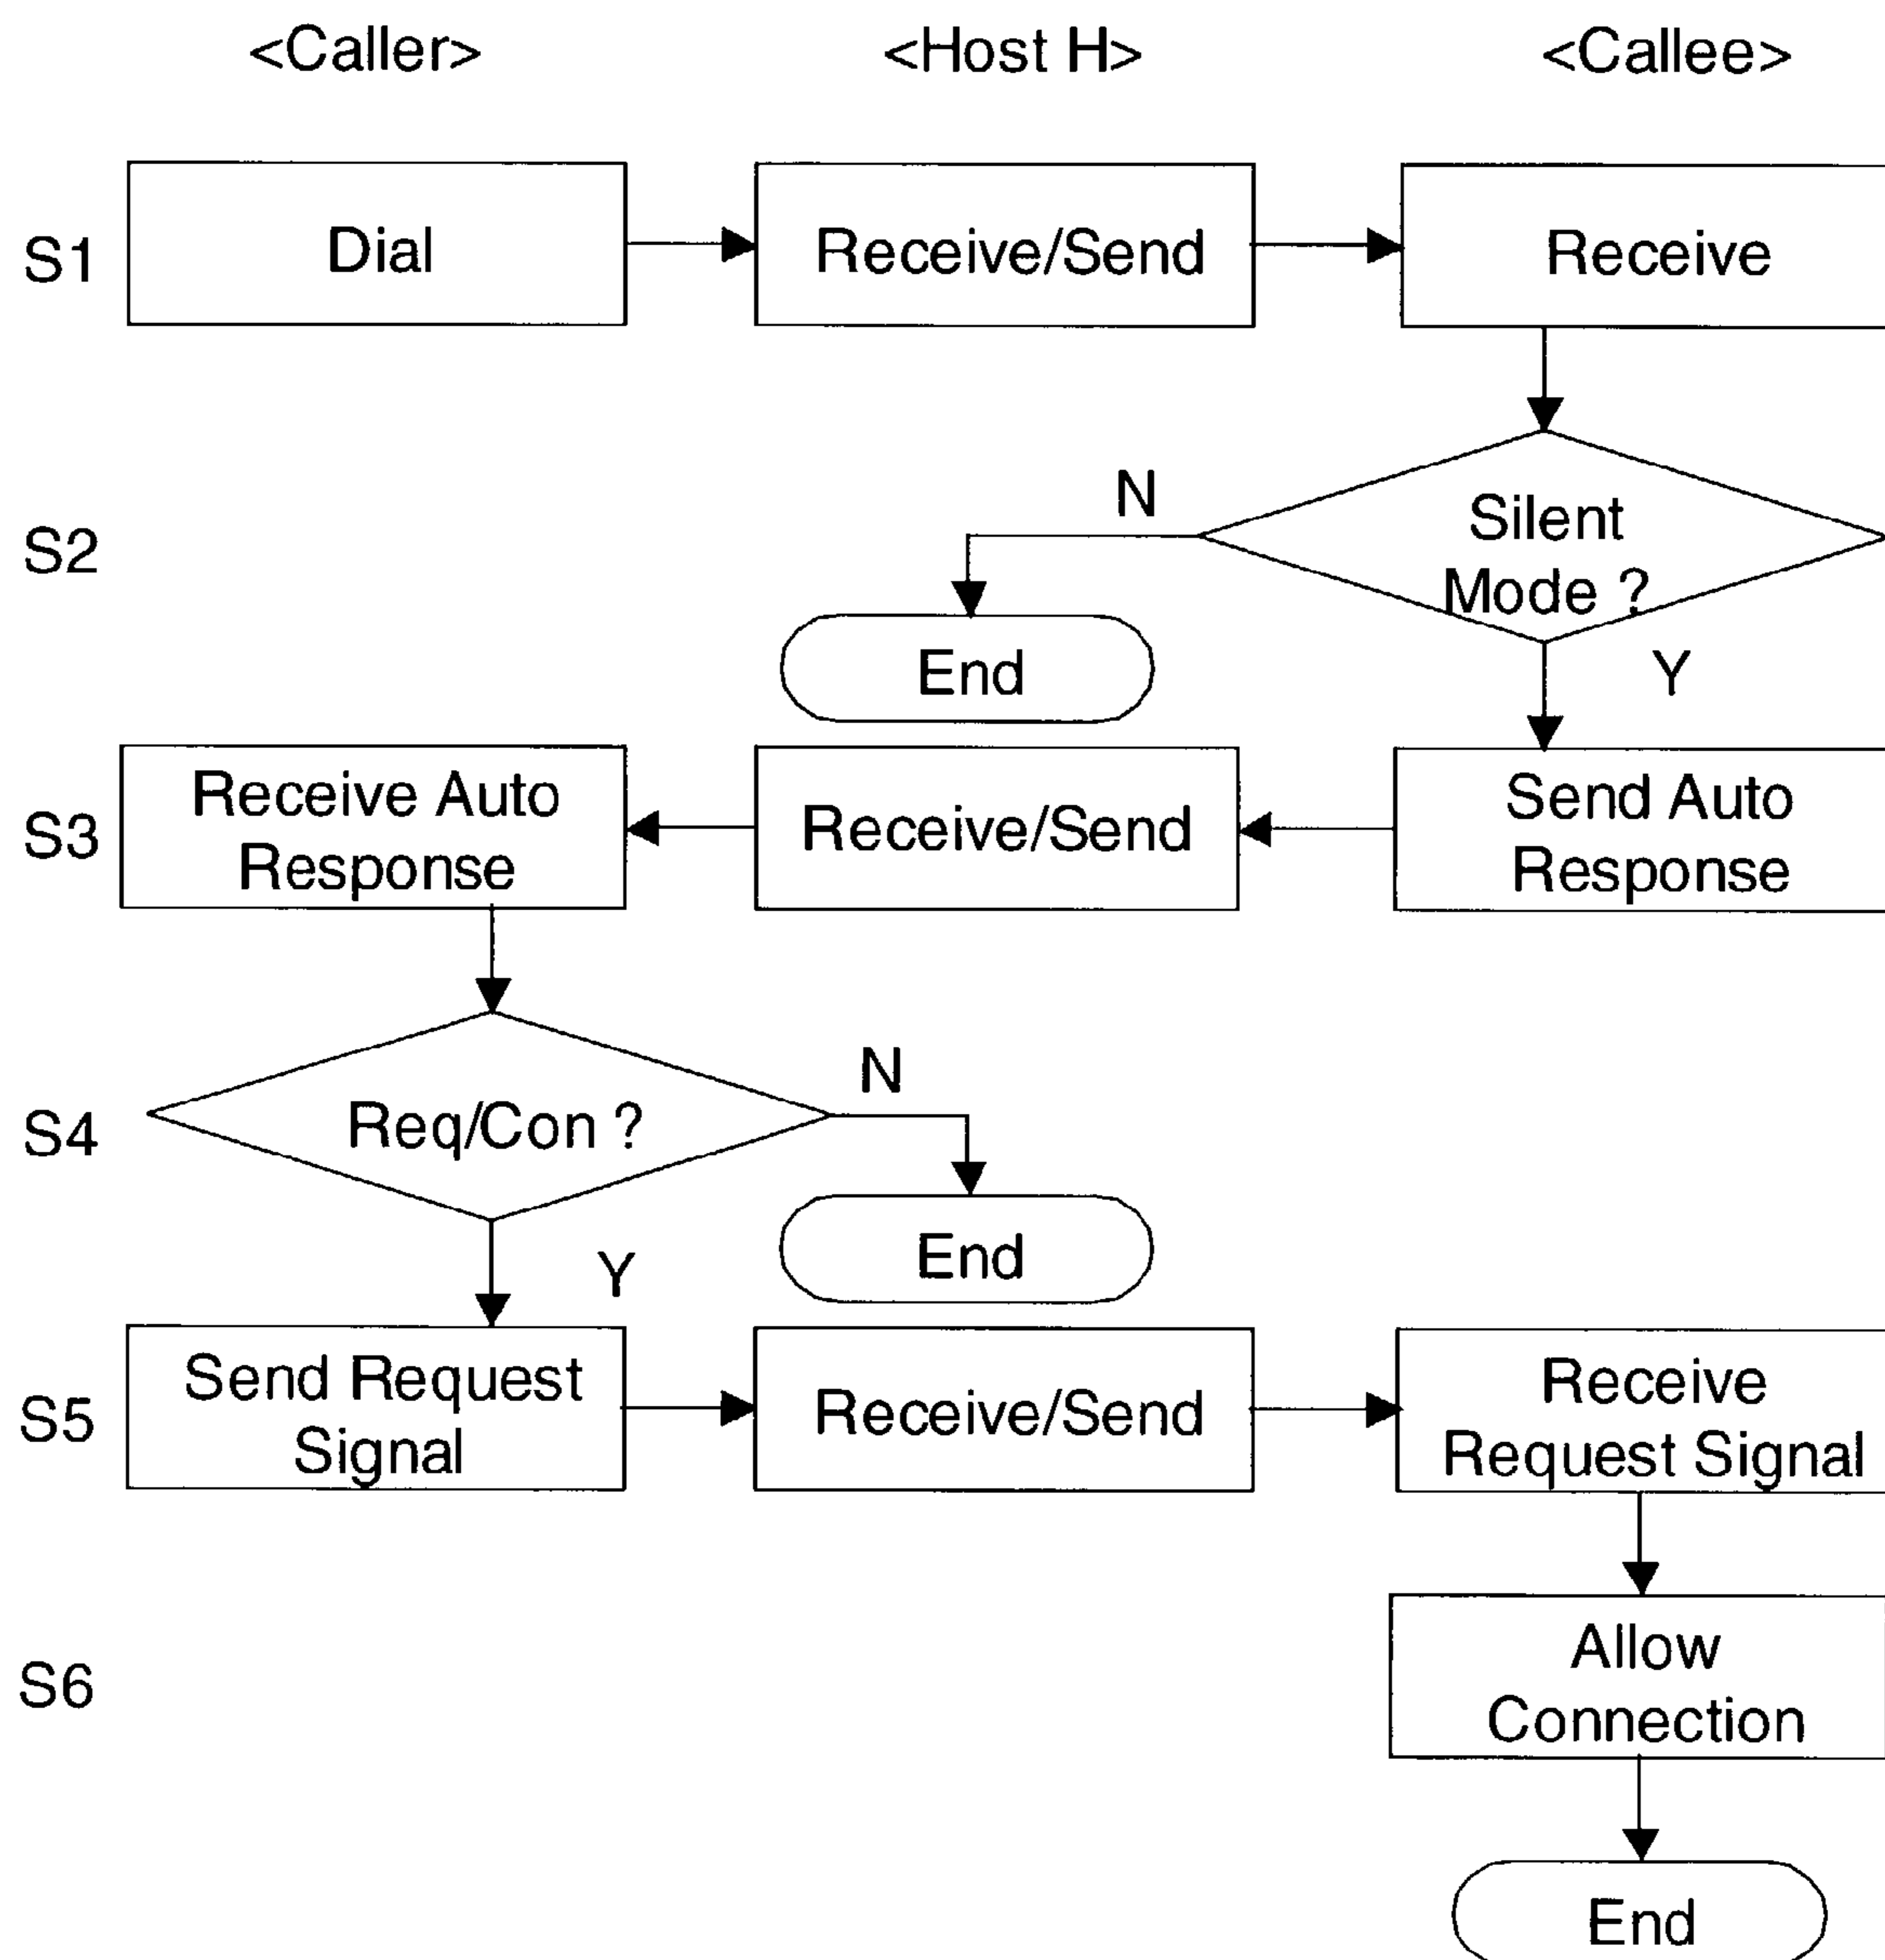 <Caller> <Host H> <Callee>
S1 Dial Receive/Send Receive
S2 N Silent
Mode ?
End Y
S3 Receive Auto
Response Receive/Send Send Auto
Response
S4 Req/Con ? N
End
Y
S5 Send Request
Signal Receive/Send Receive
Request Signal
S6 Allow
Connection
End